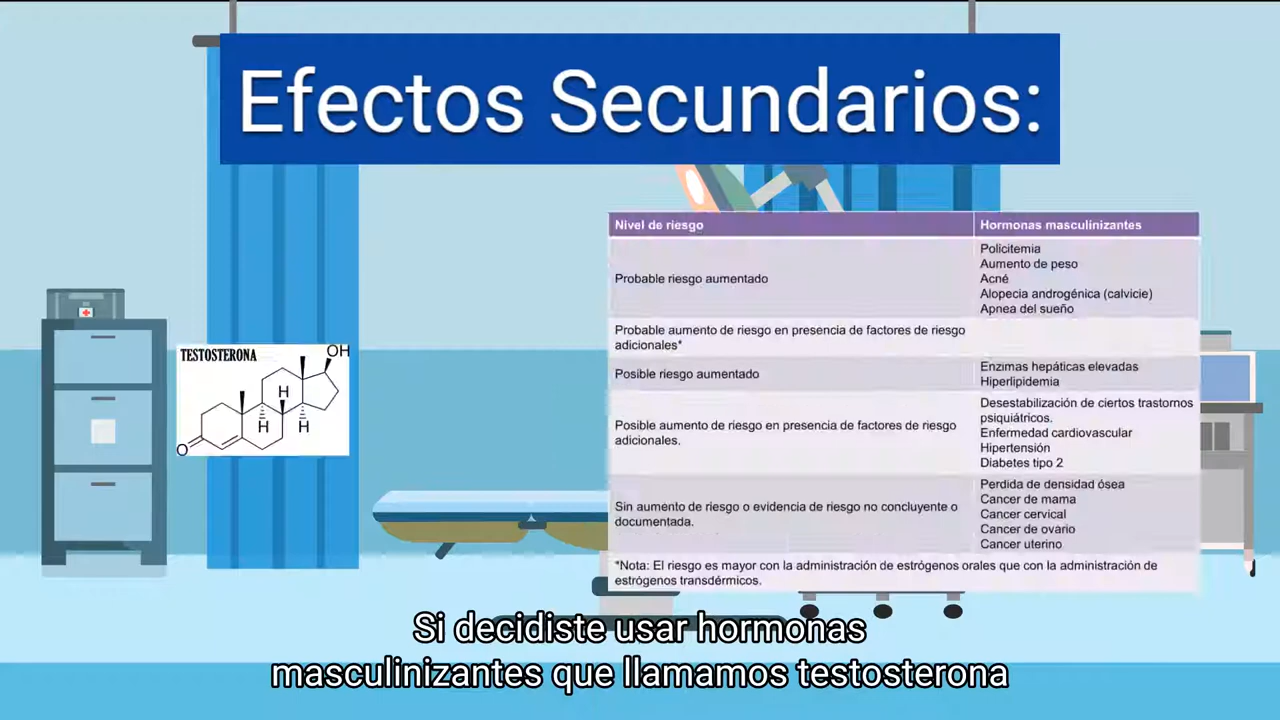 Efectos Secundarios:
TESTOSTERONA
OH
H
H
H
O
Nivel de riesgo
Hormonas masculinizantes
Probable riesgo aumentado
Policitemia
Aumento de peso
Acné
Alopecia androgénica (calvicie)
Apnea del sueño
Probable aumento de riesgo en presencia de factores de riesgo
adicionales*
Posible riesgo aumentado
Enzimas hepáticas elevadas
Hiperlipidemia
Posible aumento de riesgo en presencia de factores de riesgo
adicionales.
Desestabilización de ciertos trastornos
psiquiátricos.
Enfermedad cardiovascular
Hipertensión
Diabetes tipo 2
Sin aumento de riesgo o evidencia de riesgo no concluyente o
documentada.
Perdida de densidad ósea
Cancer de mama
Cancer cervical
Cancer de ovario
Cancer uterino
*Nota: El riesgo es mayor con la administración de estrógenos orales que con la administración de
estrógenos transdérmicos.
Si decidiste usar hormonas
masculinizantes que llamamos testosterona